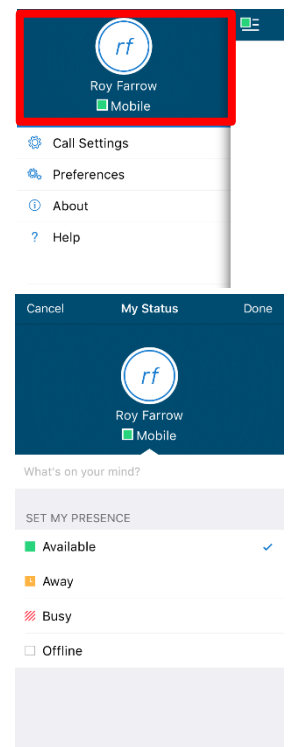 rf
Roy Farrow
Mobile
Call Settings
Preferences
About
? Help
Cancel My Status Done
rf
Roy Farrow
Mobile
What's on your mind?
SET MY PRESENCE
Available
Away
Busy
Offline